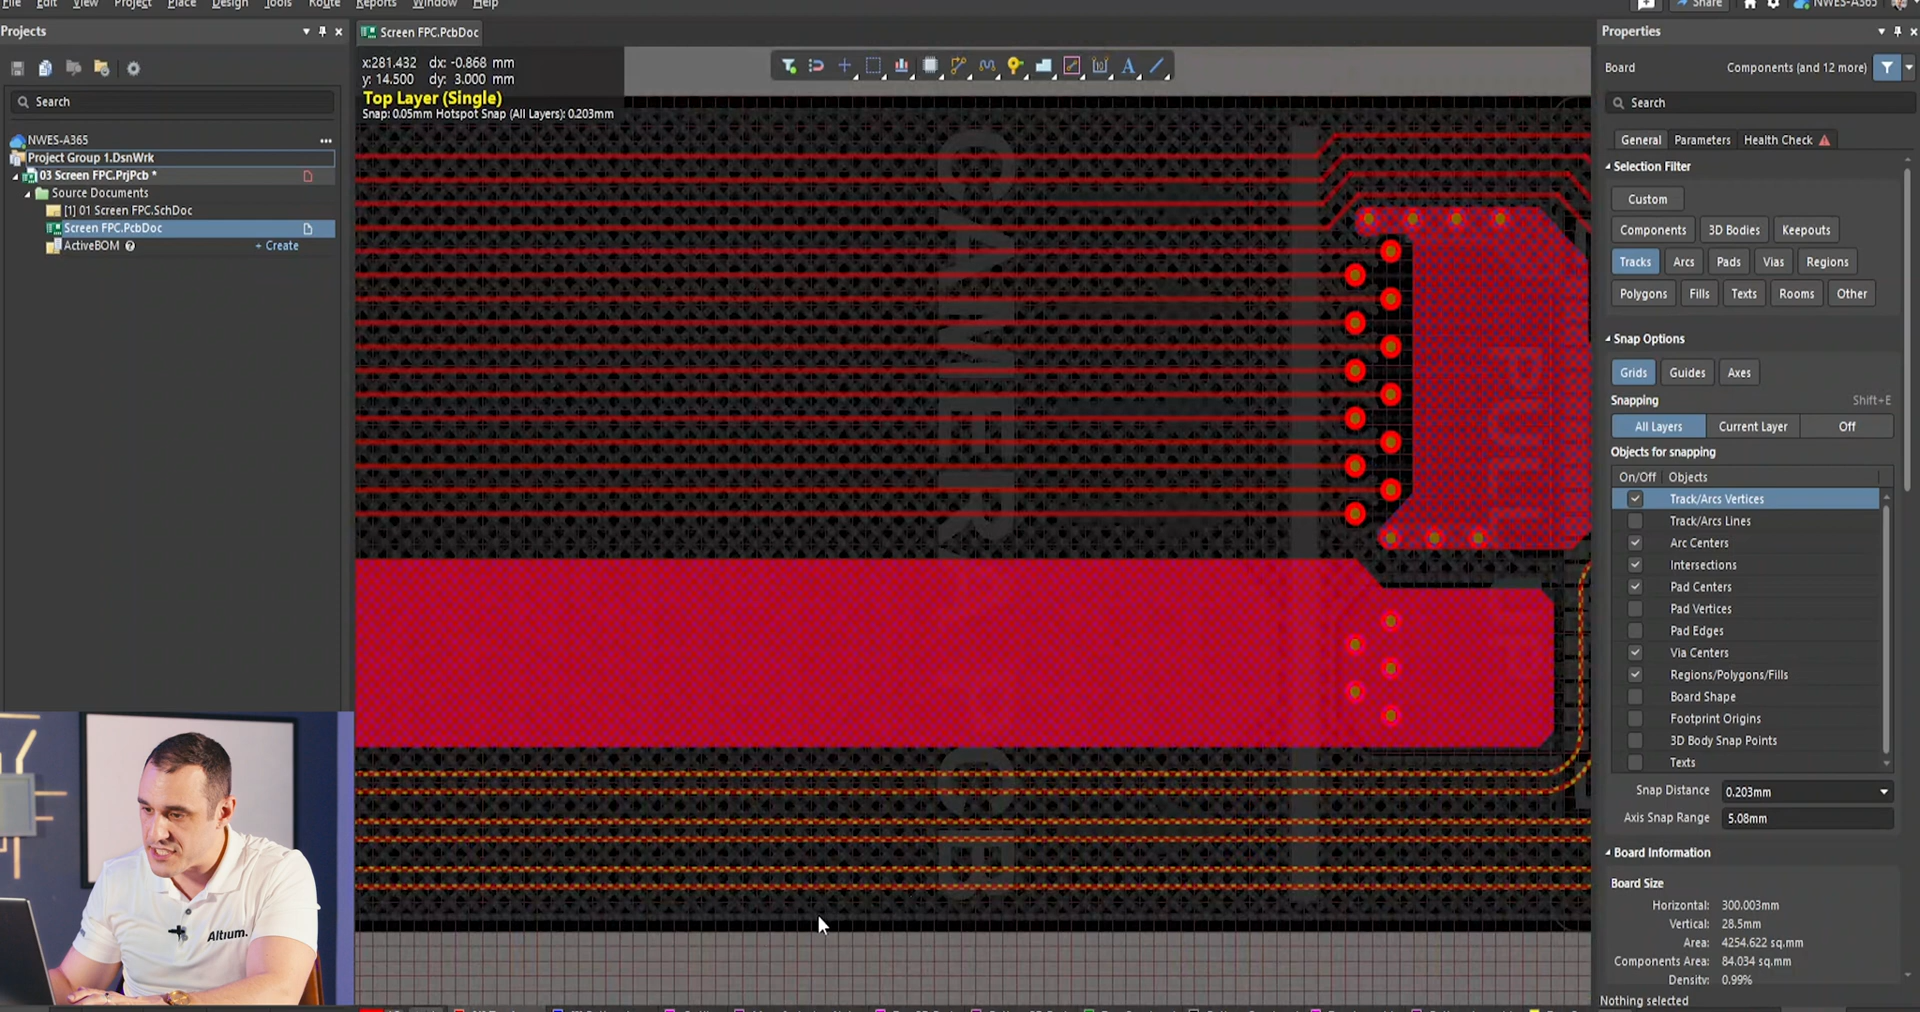 File Edit View Project Place Design Tools Route Reports Window Help
Share NWES-A365
Projects
Search
NWES-A365
Project Group 1.DsnWrk
03 Screen FPC.PrjPcb *
Source Documents
[1] 01 Screen FPC.SchDoc
Screen FPC.PcbDoc
ActiveBOM
+ Create
Screen FPC.PcbDoc
x:281.432 dx: -0.868 mm
y: 14.500 dy: 3.000 mm
Top Layer (Single)
Snap: 0.05mm Hotspot Snap (All Layers): 0.203mm
PULL
Altium.
Properties
Board Components (and 12 more)
Search
General Parameters Health Check
Selection Filter
Custom
Components 3D Bodies Keepouts
Tracks Arcs Pads Vias Regions
Polygons Fills Texts Rooms Other
Snap Options
Grids Guides Axes
Snapping Shift+E
All Layers Current Layer Off
Objects for snapping
On/Off Objects
Track/Arcs Vertices
Track/Arcs Lines
Arc Centers
Intersections
Pad Centers
Pad Vertices
Pad Edges
Via Centers
Regions/Polygons/Fills
Board Shape
Footprint Origins
3D Body Snap Points
Texts
Snap Distance 0.203mm
Axis Snap Range 5.08mm
Board Information
Board Size
Horizontal: 300.003mm
Vertical: 28.5mm
Area: 4254.622 sq.mm
Components Area: 84.034 sq.mm
Density: 0.99%
Nothing selected